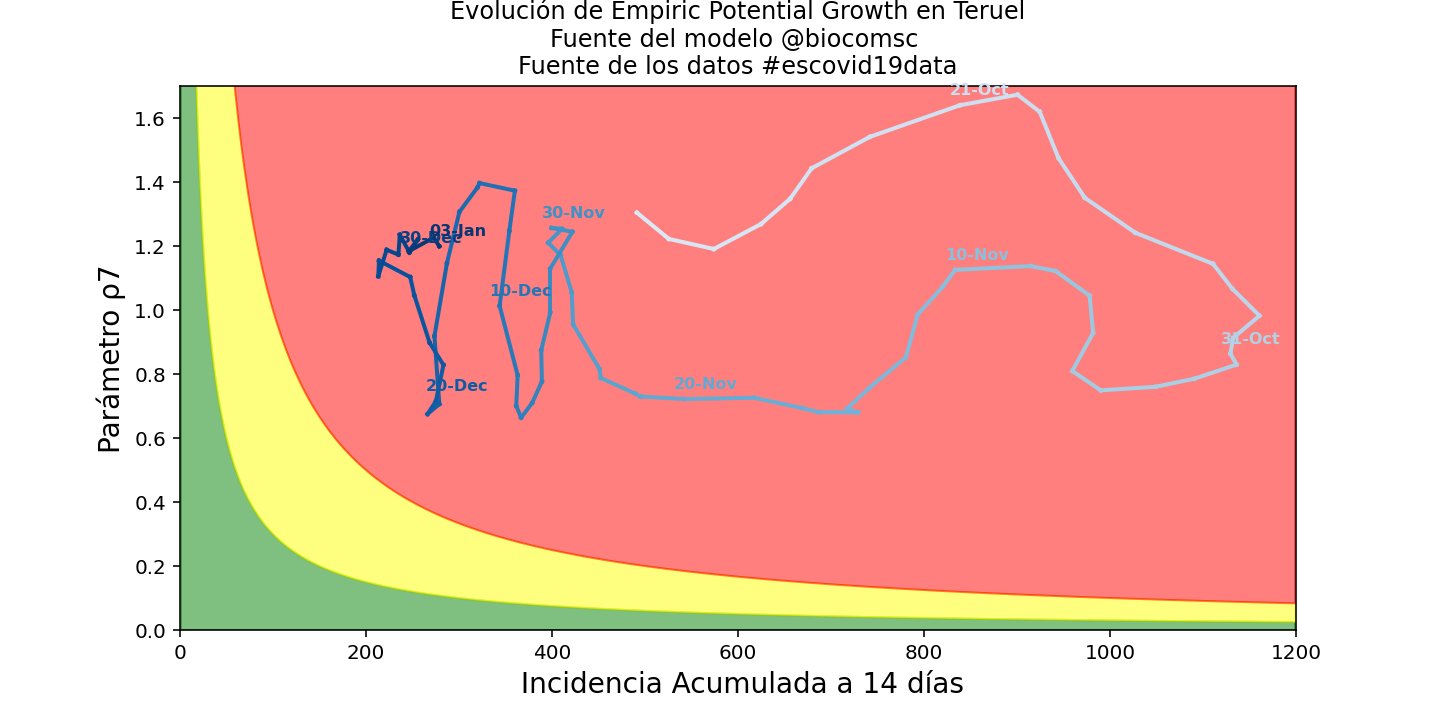 Evolución de Empiric Potential Growth en Teruel
Fuente del modelo @biocomsc
Fuente de los datos #escovid19data
Parámetro ρ7
1.6
1.4
1.2
1.0
0.8
0.6
0.4
0.2
0.0
21-Oct
30-Nov
03-Jan
30-Dec
10-Nov
10-Dec
31-Oct
20-Dec
20-Nov
0 200 400 600 800 1000 1200
Incidencia Acumulada a 14 días